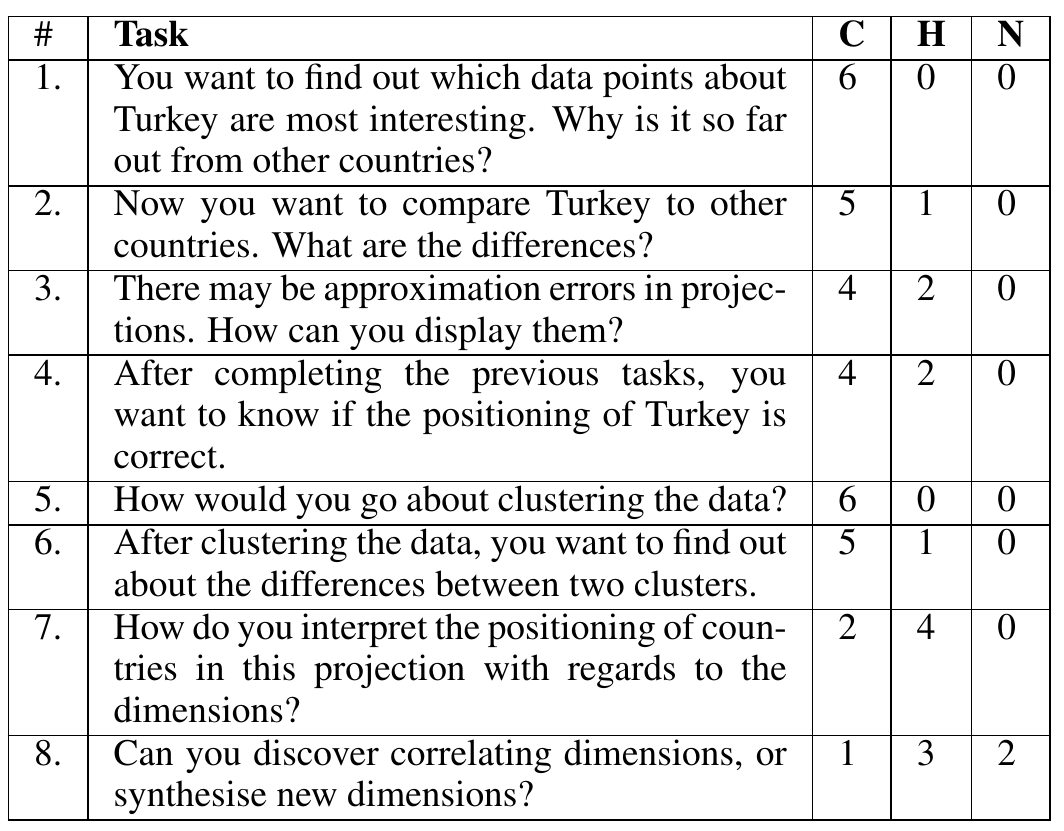 # Task C H N
1. You want to find out which data points about 6 0 0
Turkey are most interesting. Why is it so far
out from other countries?
2. Now you want to compare Turkey to other 5 1 0
countries. What are the differences?
3. There may be approximation errors in projec- 4 2 0
tions. How can you display them?
4. After completing the previous tasks, you 4 2 0
want to know if the positioning of Turkey is
correct.
5. How would you go about clustering the data? 6 0 0
6. After clustering the data, you want to find out 5 1 0
about the differences between two clusters.
7. How do you interpret the positioning of coun- 2 4 0
tries in this projection with regards to the
dimensions?
8. Can you discover correlating dimensions, or 1 3 2
synthesise new dimensions?